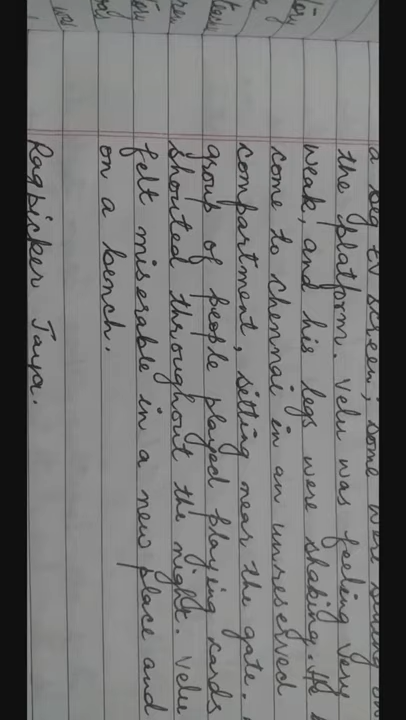 a big TV screen, some were
the platform. Velu was feeling very
weak, and his legs were shaking. He
come to Chennai in an unreserved
compartment, sitting near the gate.
group of people played playing cards
shouted throughout the night. Velu
felt miserable in a new place and
on a bench.
Ragpicker Jaya.